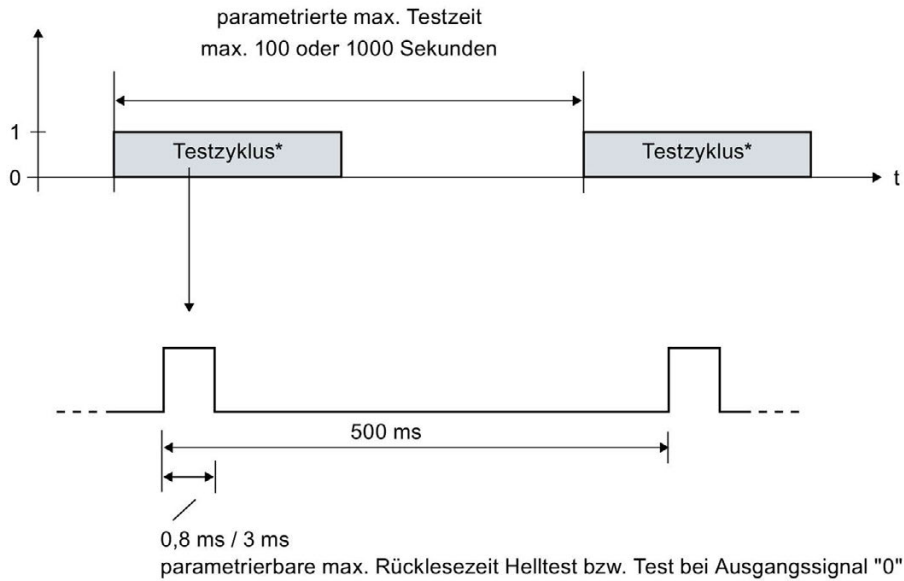 parametrierte max. Testzeit
max. 100 oder 1000 Sekunden
1
Testzyklus*
Testzyklus*
0
t
500 ms
0,8 ms / 3 ms
parametrierbare max. Rücklesezeit Helltest bzw. Test bei Ausgangssignal "0"